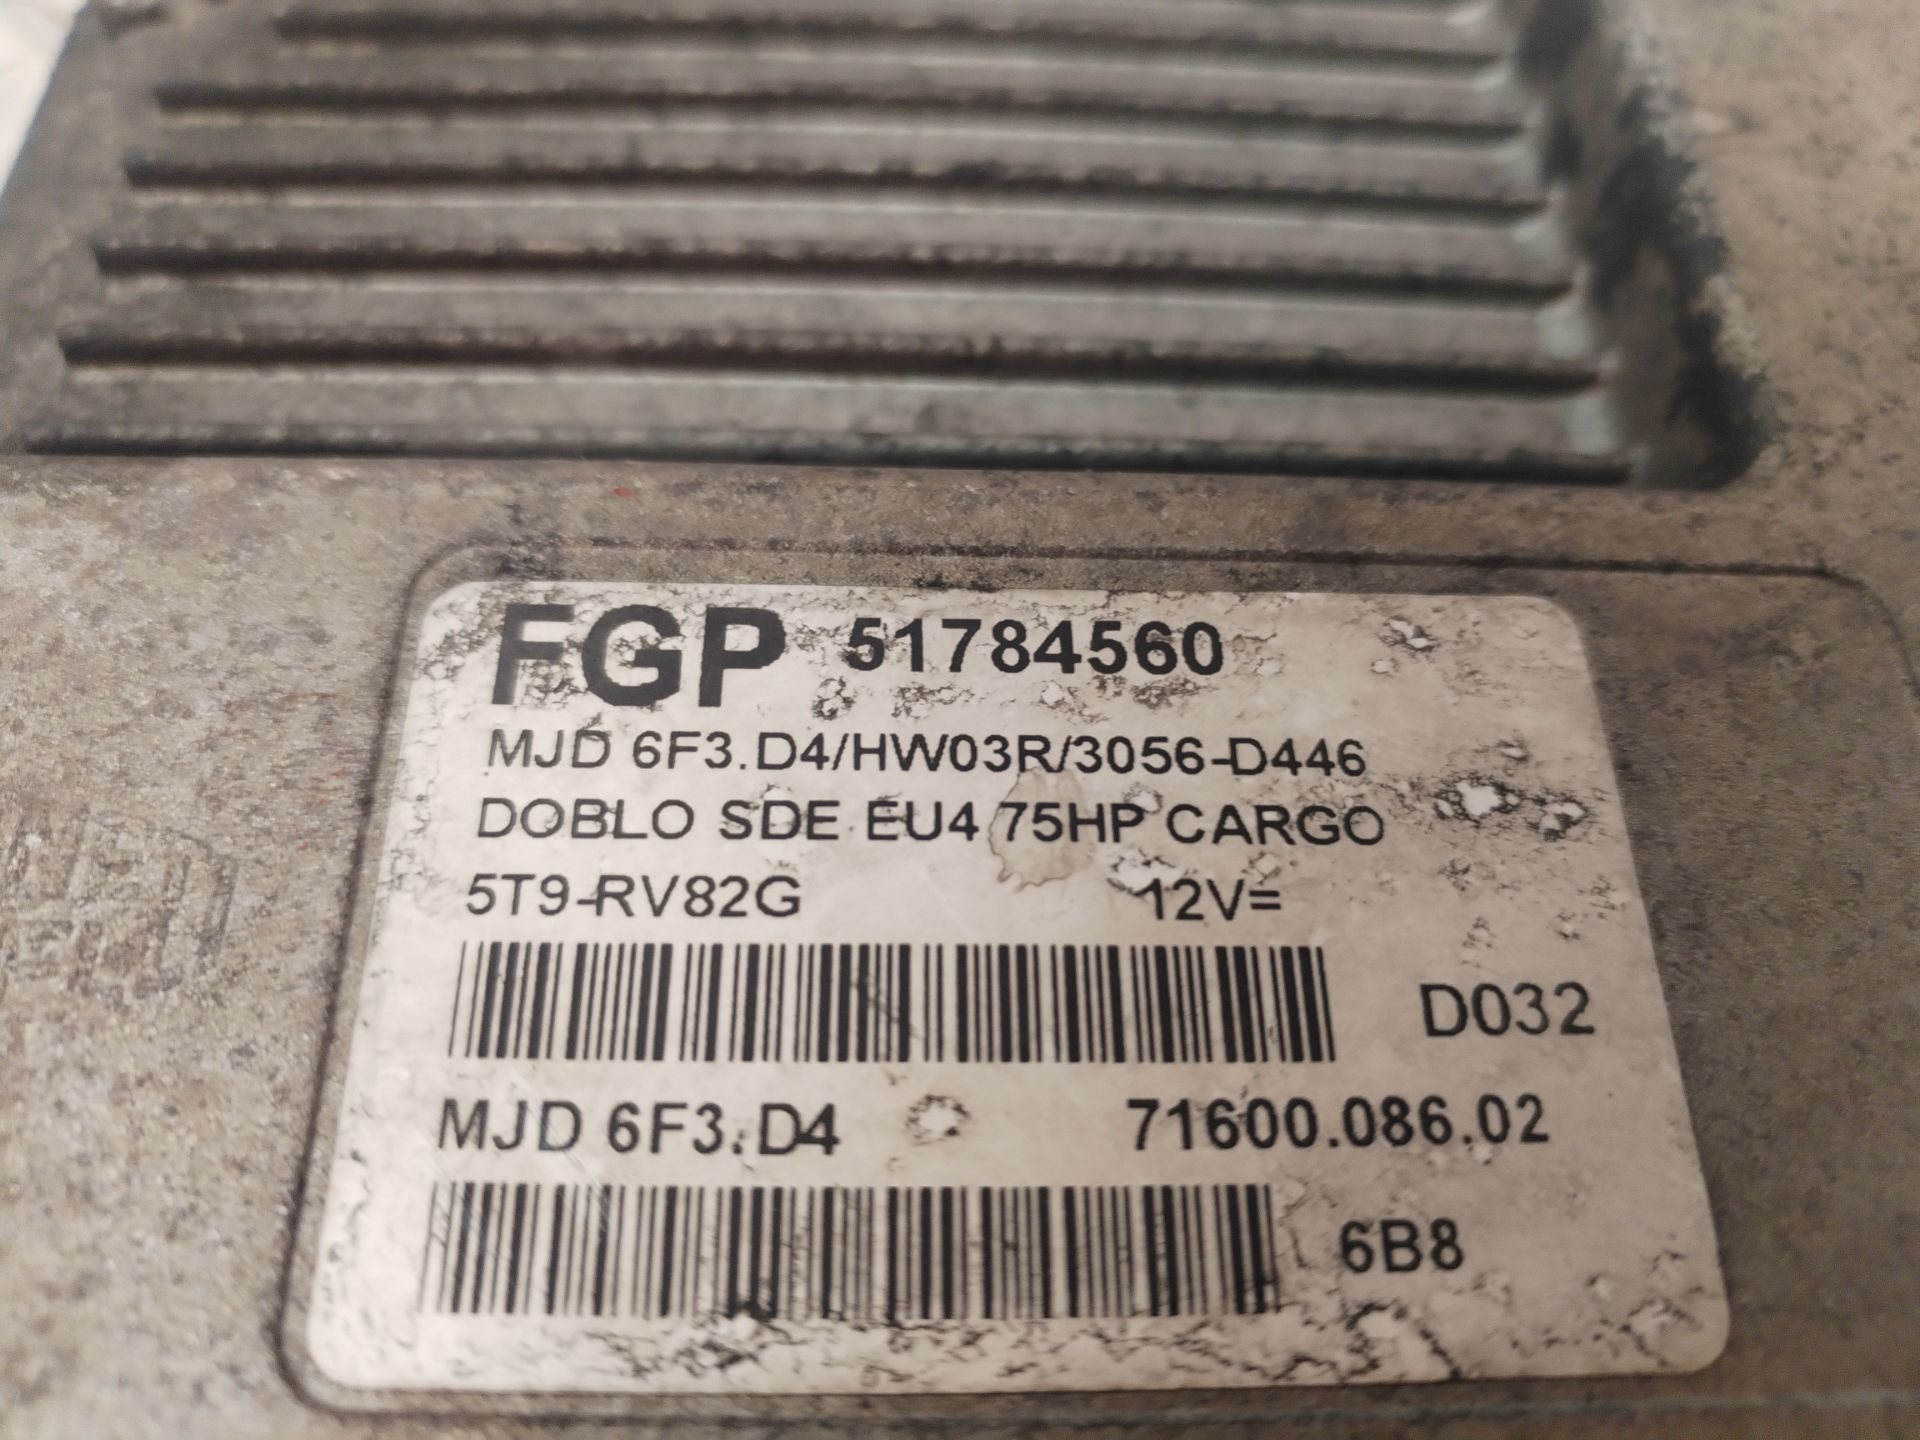 FGP 51784560
MJD 6F3.D4/HW03R/3056-D446
DOBLO SDE EU4 75HP CARGO
5T9-RV82G 12V=
D032
MJD 6F3.D4 71600.086.02
6B8